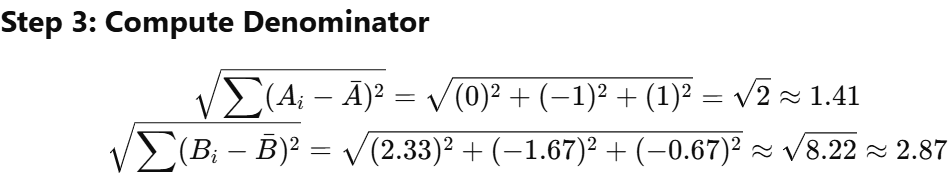 Step 3: Compute Denominator
√∑(Aᵢ − Ā)² = √(0)² + (−1)² + (1)² = √2 ≈ 1.41
√∑(Bᵢ − B̄)² = √(2.33)² + (−1.67)² + (−0.67)² ≈ √8.22 ≈ 2.87